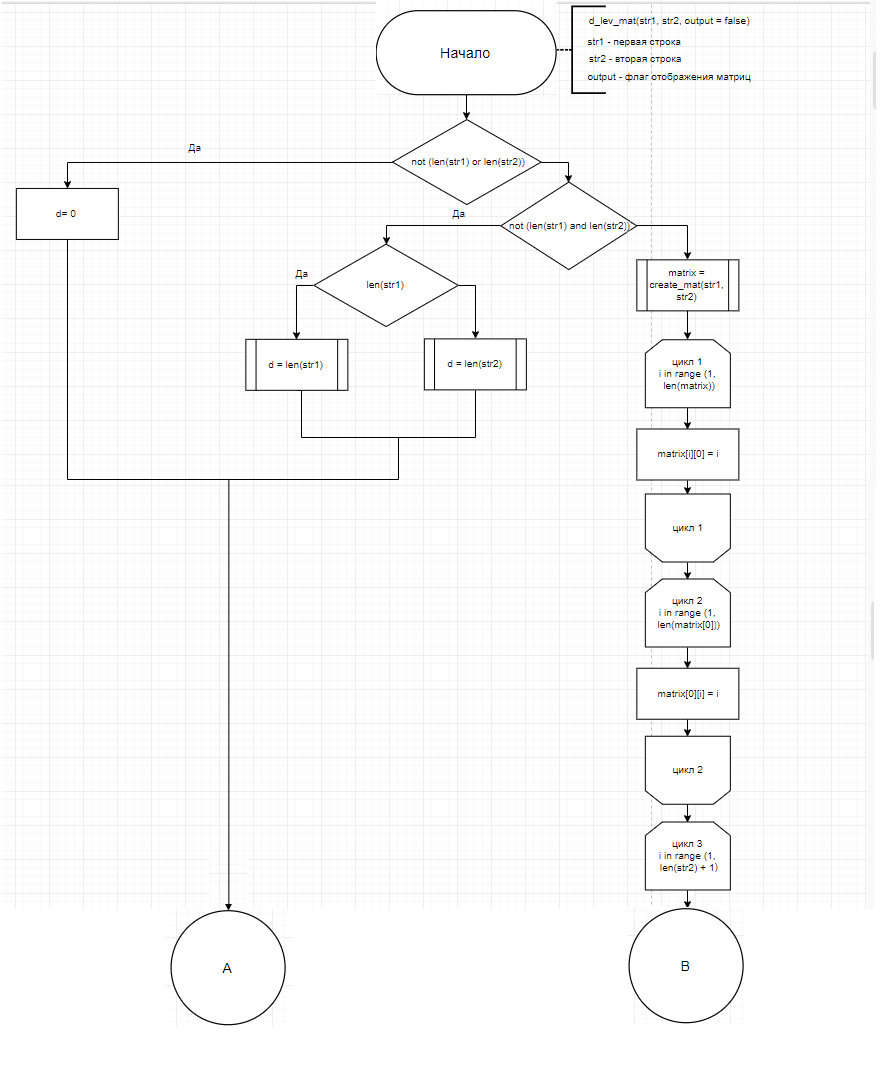 Начало
d_lev_mat(str1, str2, output = false)
str1 - первая строка
str2 - вторая строка
output - флаг отображения матриц
Да
not (len(str1) or len(str2))
d= 0
Да
not (len(str1) and len(str2))
Да
len(str1)
matrix =
create_mat(str1,
str2)
d = len(str1)
d = len(str2)
цикл 1
i in range (1,
len(matrix))
matrix[i][0] = i
цикл 1
цикл 2
i in range (1,
len(matrix[0]))
matrix[0][i] = i
цикл 2
цикл 3
i in range (1,
len(str2) + 1)
A
B